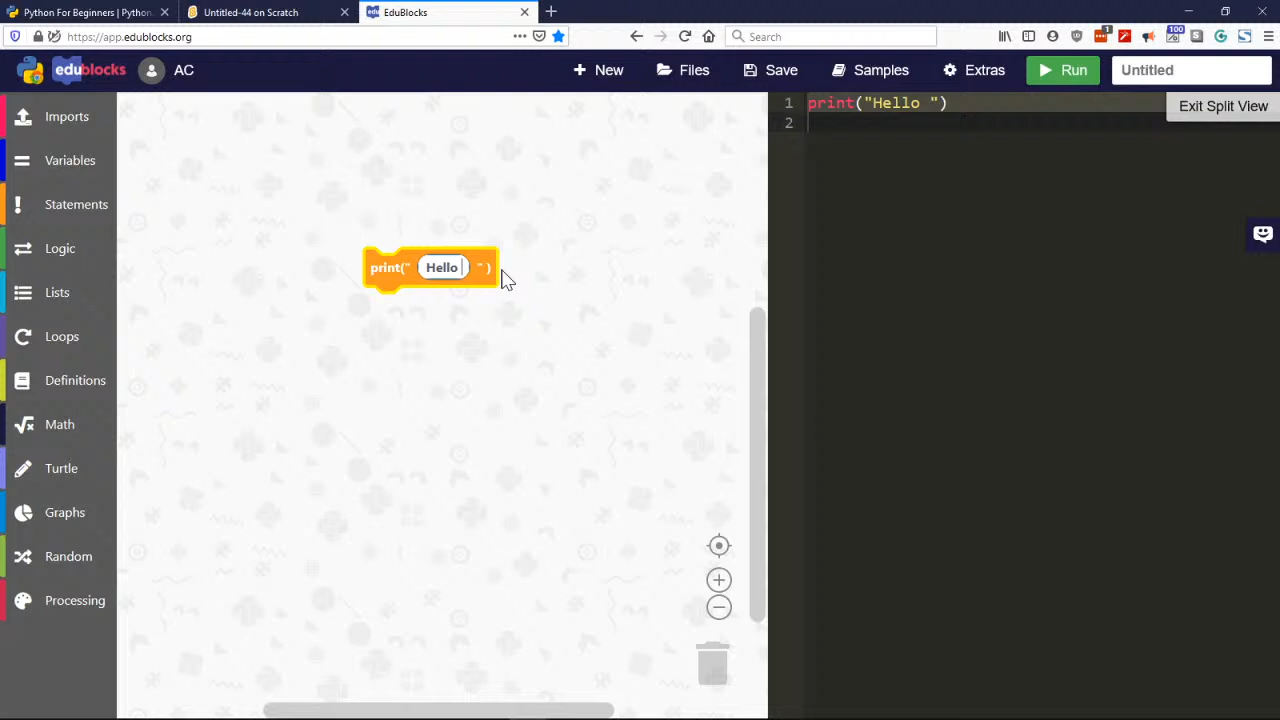 Python For Beginners | Python.
Untitled-44 on Scratch
EduBlocks
https://app.edublocks.org
Search
100
1
edublocks
AC
New
Files
Save
Samples
Extras
Run
Untitled
Imports
Variables
Statements
Logic
Lists
Loops
Definitions
Math
Turtle
Graphs
Random
Processing
print(" Hello " )
1 print("Hello ")
2
Exit Split View